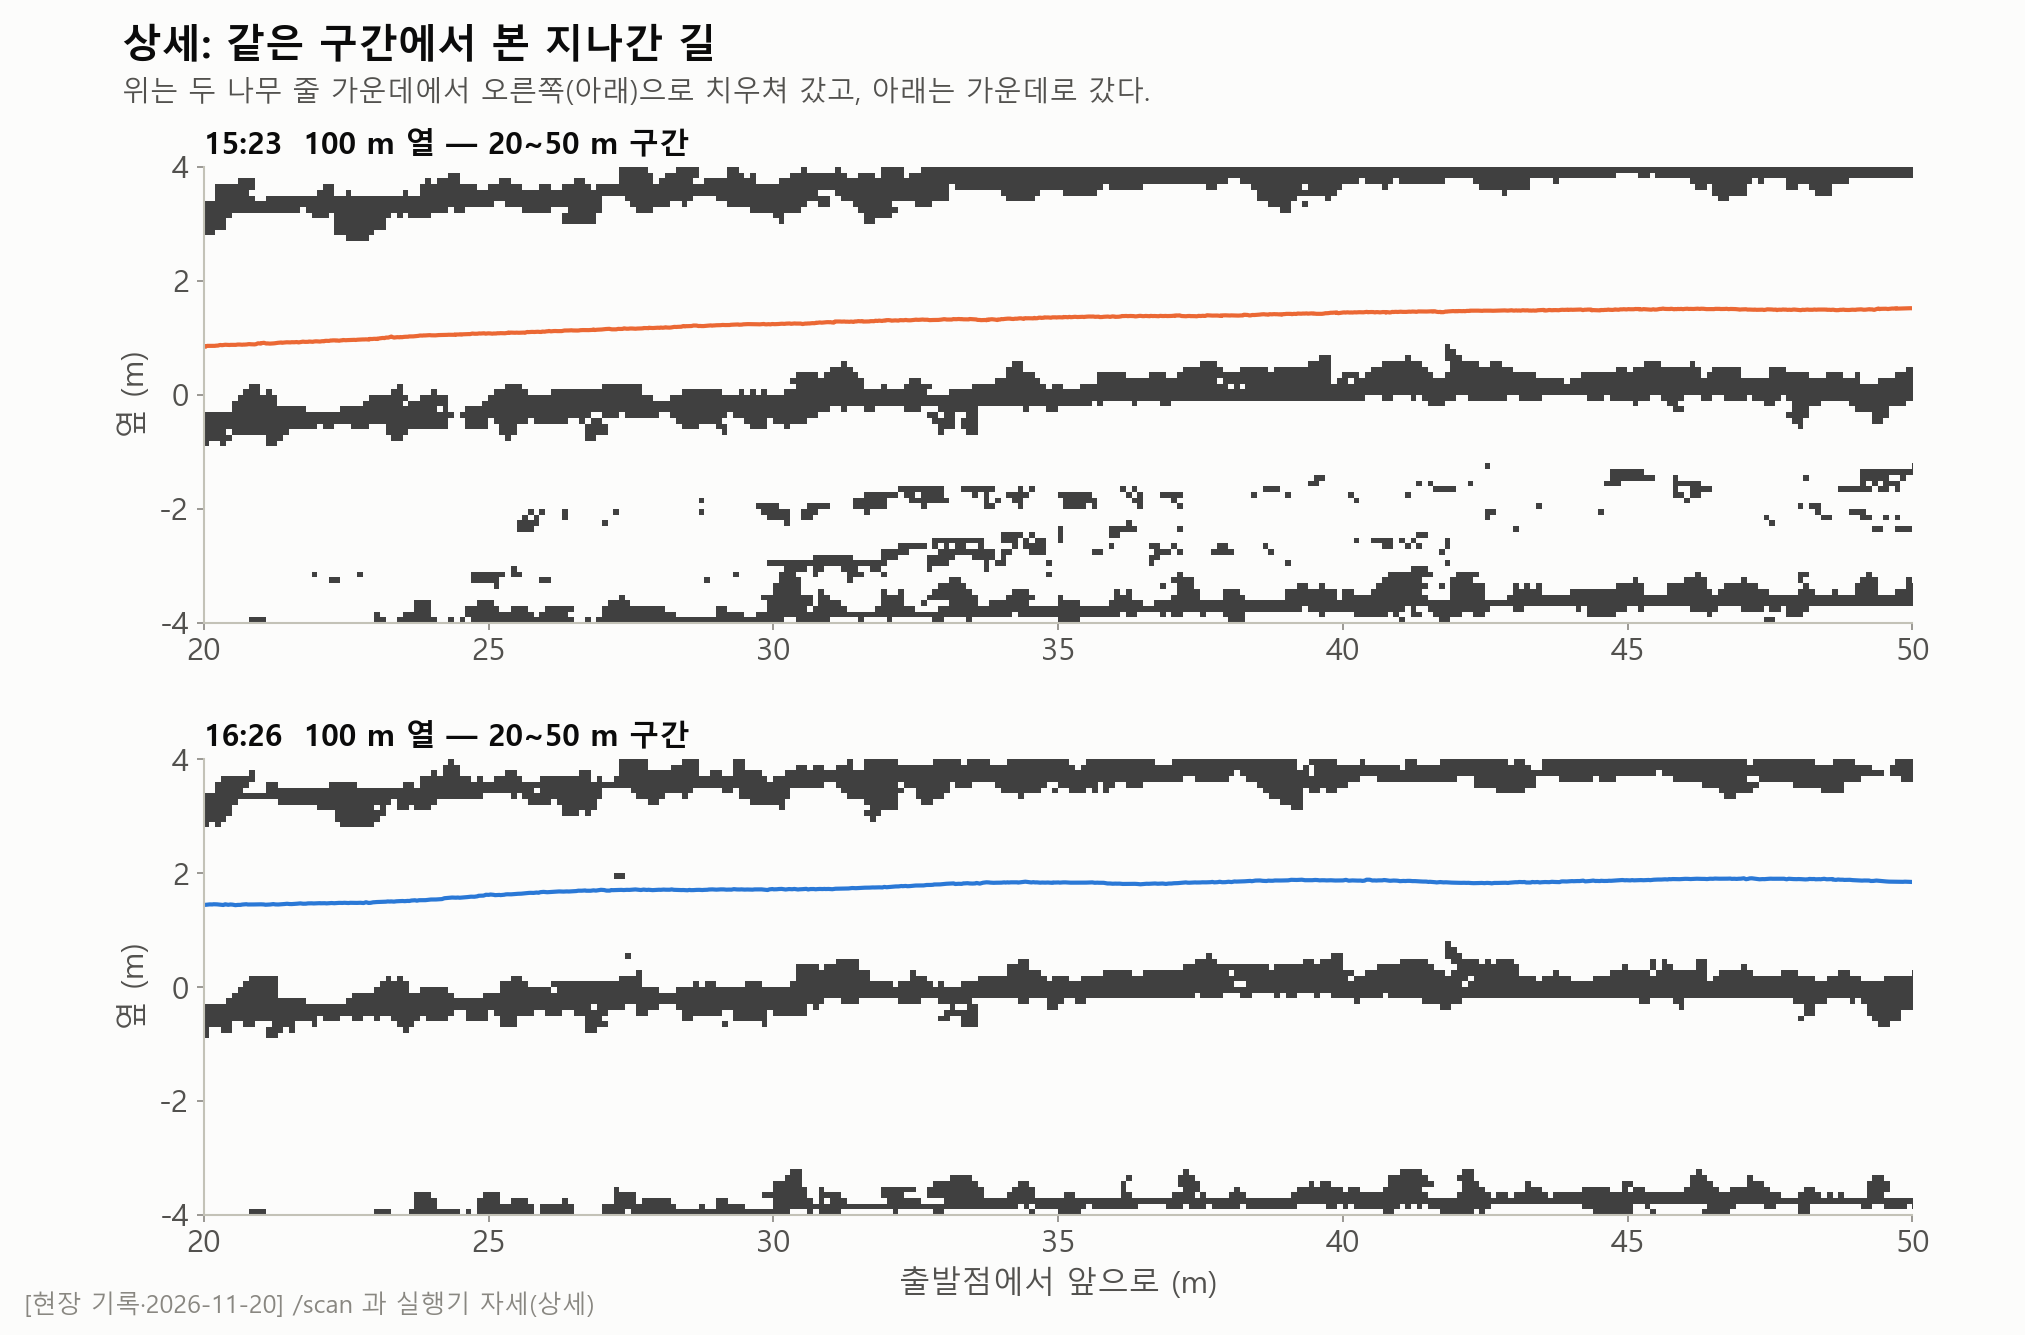 상세: 같은 구간에서 본 지나간 길
위는 두 나무 줄 가운데에서 오른쪽(아래)으로 치우쳐 갔고, 아래는 가운데로 갔다.
15:23 100 m 열 — 20~50 m 구간
4
2
0
-2
-4
옆 (m)
20 25 30 35 40 45 50
16:26 100 m 열 — 20~50 m 구간
4
2
0
-2
-4
옆 (m)
20 25 30 35 40 45 50
출발점에서 앞으로 (m)
[현장 기록·2026-11-20] /scan 과 실행기 자세(상세)